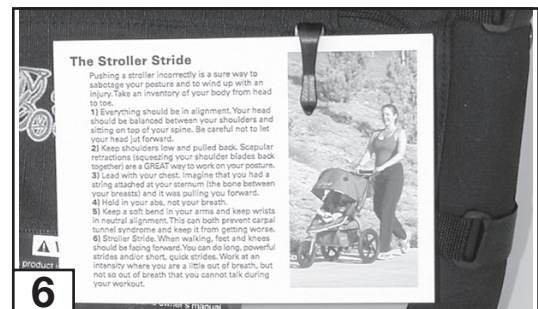 The Stroller Stride
Pushing a stroller incorrectly is a sure way to
sabotage your posture and to wind up with an
injury. Take an inventory of your body from head
to toe.
1) Everything should be in alignment. Your head
should be balanced between your shoulders and
sitting on top of your spine. Be careful not to let
your head jut forward.
2) Keep shoulders low and pulled back. Scapular
retractions (squeezing your shoulder blades back
together) are a GREAT way to work on your posture.
3) Lead with your chest. Imagine that you had a
string attached at your sternum (the bone between
your breasts) and it was pulling you forward.
4) Hold in your abs, not your breath.
5) Keep a soft bend in your arms and keep wrists
in neutral alignment. This can both prevent carpal
tunnel syndrome and keep it from getting worse.
6) Stroller Stride. When walking, feet and knees
should be facing forward. You can do long, powerful
strides and/or short, quick strides. Work at an
intensity where you are a little out of breath, but
not so out of breath that you cannot talk during
your workout.
product
manual
6